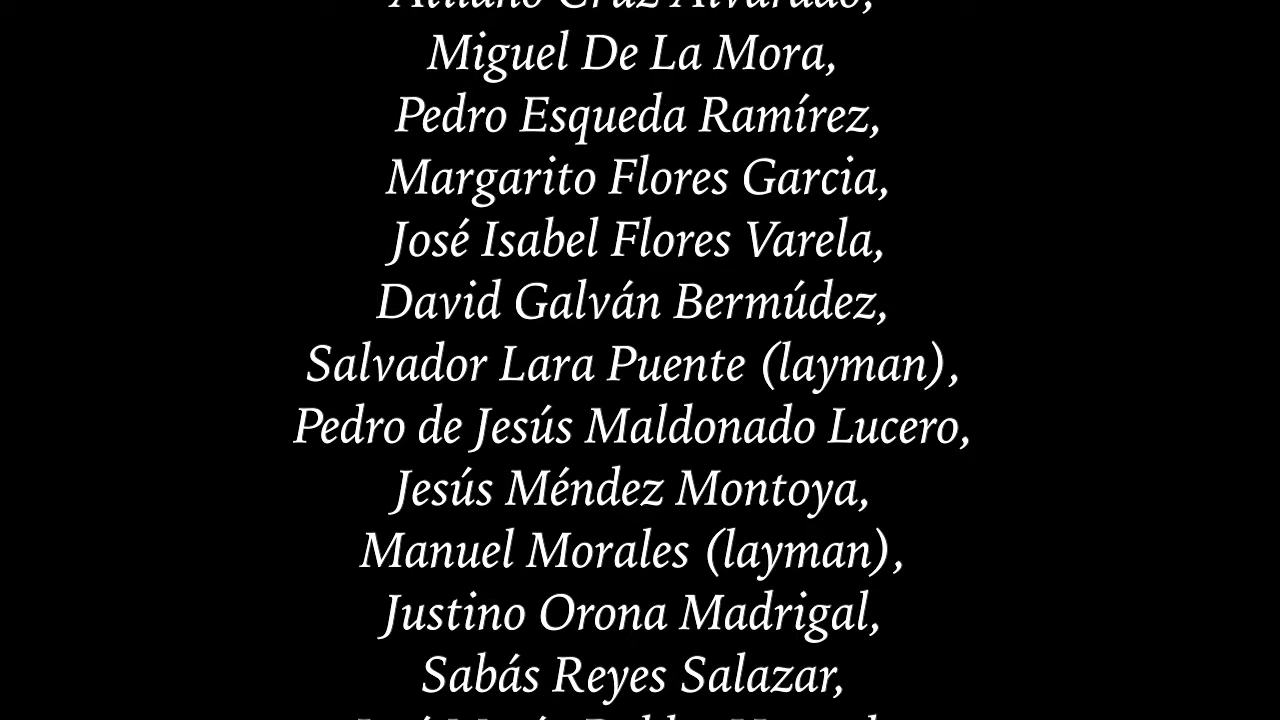 Miguel De La Mora,
Pedro Esqueda Ramírez,
Margarito Flores Garcia,
José Isabel Flores Varela,
David Galván Bermúdez,
Salvador Lara Puente (layman),
Pedro de Jesús Maldonado Lucero,
Jesús Méndez Montoya,
Manuel Morales (layman),
Justino Orona Madrigal,
Sabás Reyes Salazar,